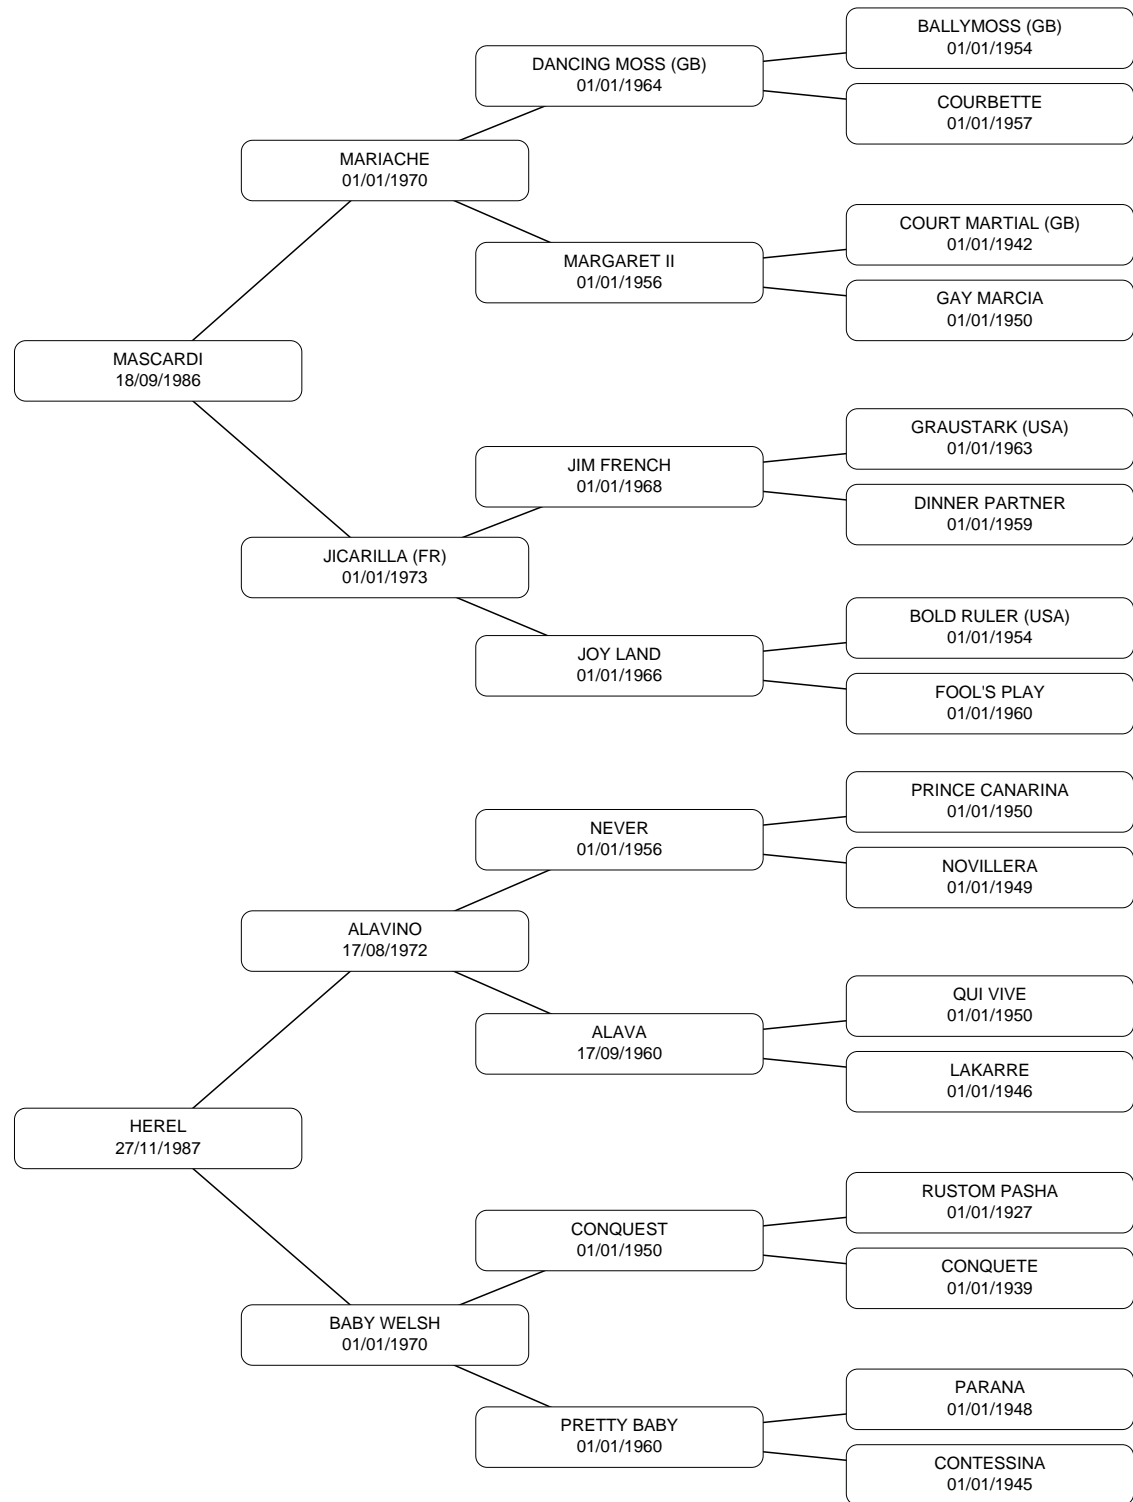 BALLYMOSS (GB)
01/01/1954
DANCING MOSS (GB)
01/01/1964
COURBETTE
01/01/1957
MARIACHE
01/01/1970
COURT MARTIAL (GB)
01/01/1942
MARGARET II
01/01/1956
GAY MARCIA
01/01/1950
MASCARDI
18/09/1986
GRAUSTARK (USA)
01/01/1963
JIM FRENCH
01/01/1968
DINNER PARTNER
01/01/1959
JICARILLA (FR)
01/01/1973
BOLD RULER (USA)
01/01/1954
JOY LAND
01/01/1966
FOOL'S PLAY
01/01/1960
PRINCE CANARINA
01/01/1950
NEVER
01/01/1956
NOVILLERA
01/01/1949
ALAVINO
17/08/1972
QUI VIVE
01/01/1950
ALAVA
17/09/1960
LAKARRE
01/01/1946
HEREL
27/11/1987
RUSTOM PASHA
01/01/1927
CONQUEST
01/01/1950
CONQUETE
01/01/1939
BABY WELSH
01/01/1970
PARANA
01/01/1948
PRETTY BABY
01/01/1960
CONTESSINA
01/01/1945